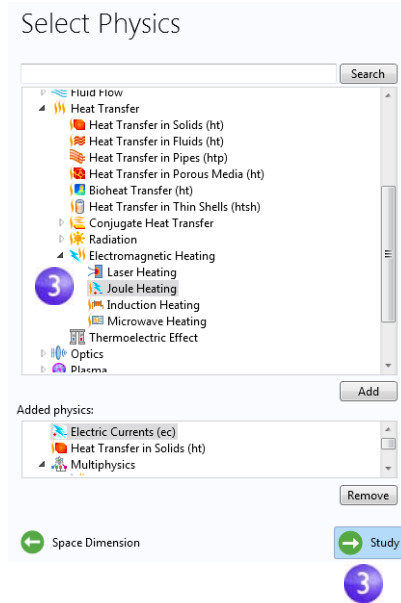 Select Physics
Search
Fluid Flow
Heat Transfer
Heat Transfer in Solids (ht)
Heat Transfer in Fluids (ht)
Heat Transfer in Pipes (htp)
Heat Transfer in Porous Media (ht)
Bioheat Transfer (ht)
Heat Transfer in Thin Shells (htsh)
Conjugate Heat Transfer
Radiation
Electromagnetic Heating
Laser Heating
3 Joule Heating
Induction Heating
Microwave Heating
Thermoelectric Effect
Optics
Plasma
Add
Added physics:
Electric Currents (ec)
Heat Transfer in Solids (ht)
Multiphysics
Remove
Space Dimension Study
3